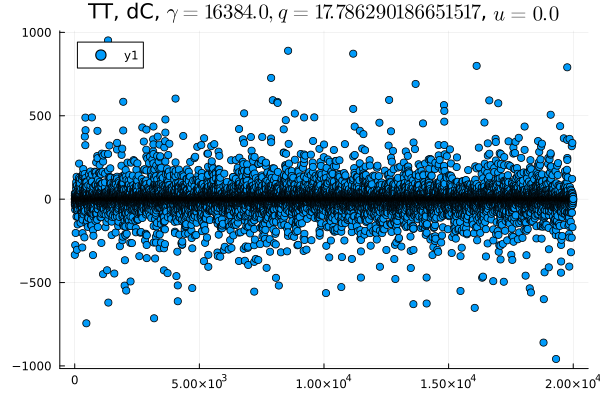 TT, dC, γ = 16384.0, q = 17.786290186651517, u = 0.0
1000
y1
500
0
−500
−1000
0 5.00×10³ 1.00×10⁴ 1.50×10⁴ 2.00×10⁴